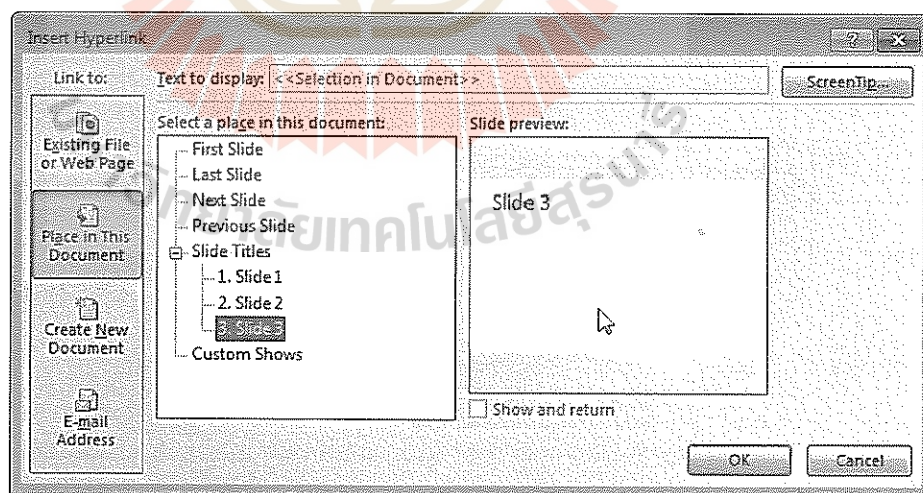 Insert Hyperlink
Link to:
Text to display: <<Selection in Document>>
ScreenTip...
Existing File
or Web Page
Place in This
Document
Create New
Document
E-mail
Address
Select a place in this document:
First Slide
Last Slide
Next Slide
Previous Slide
Slide Titles
1. Slide 1
2. Slide 2
3. Slide 3
Custom Shows
Slide preview:
Slide 3
Show and return
OK
Cancel